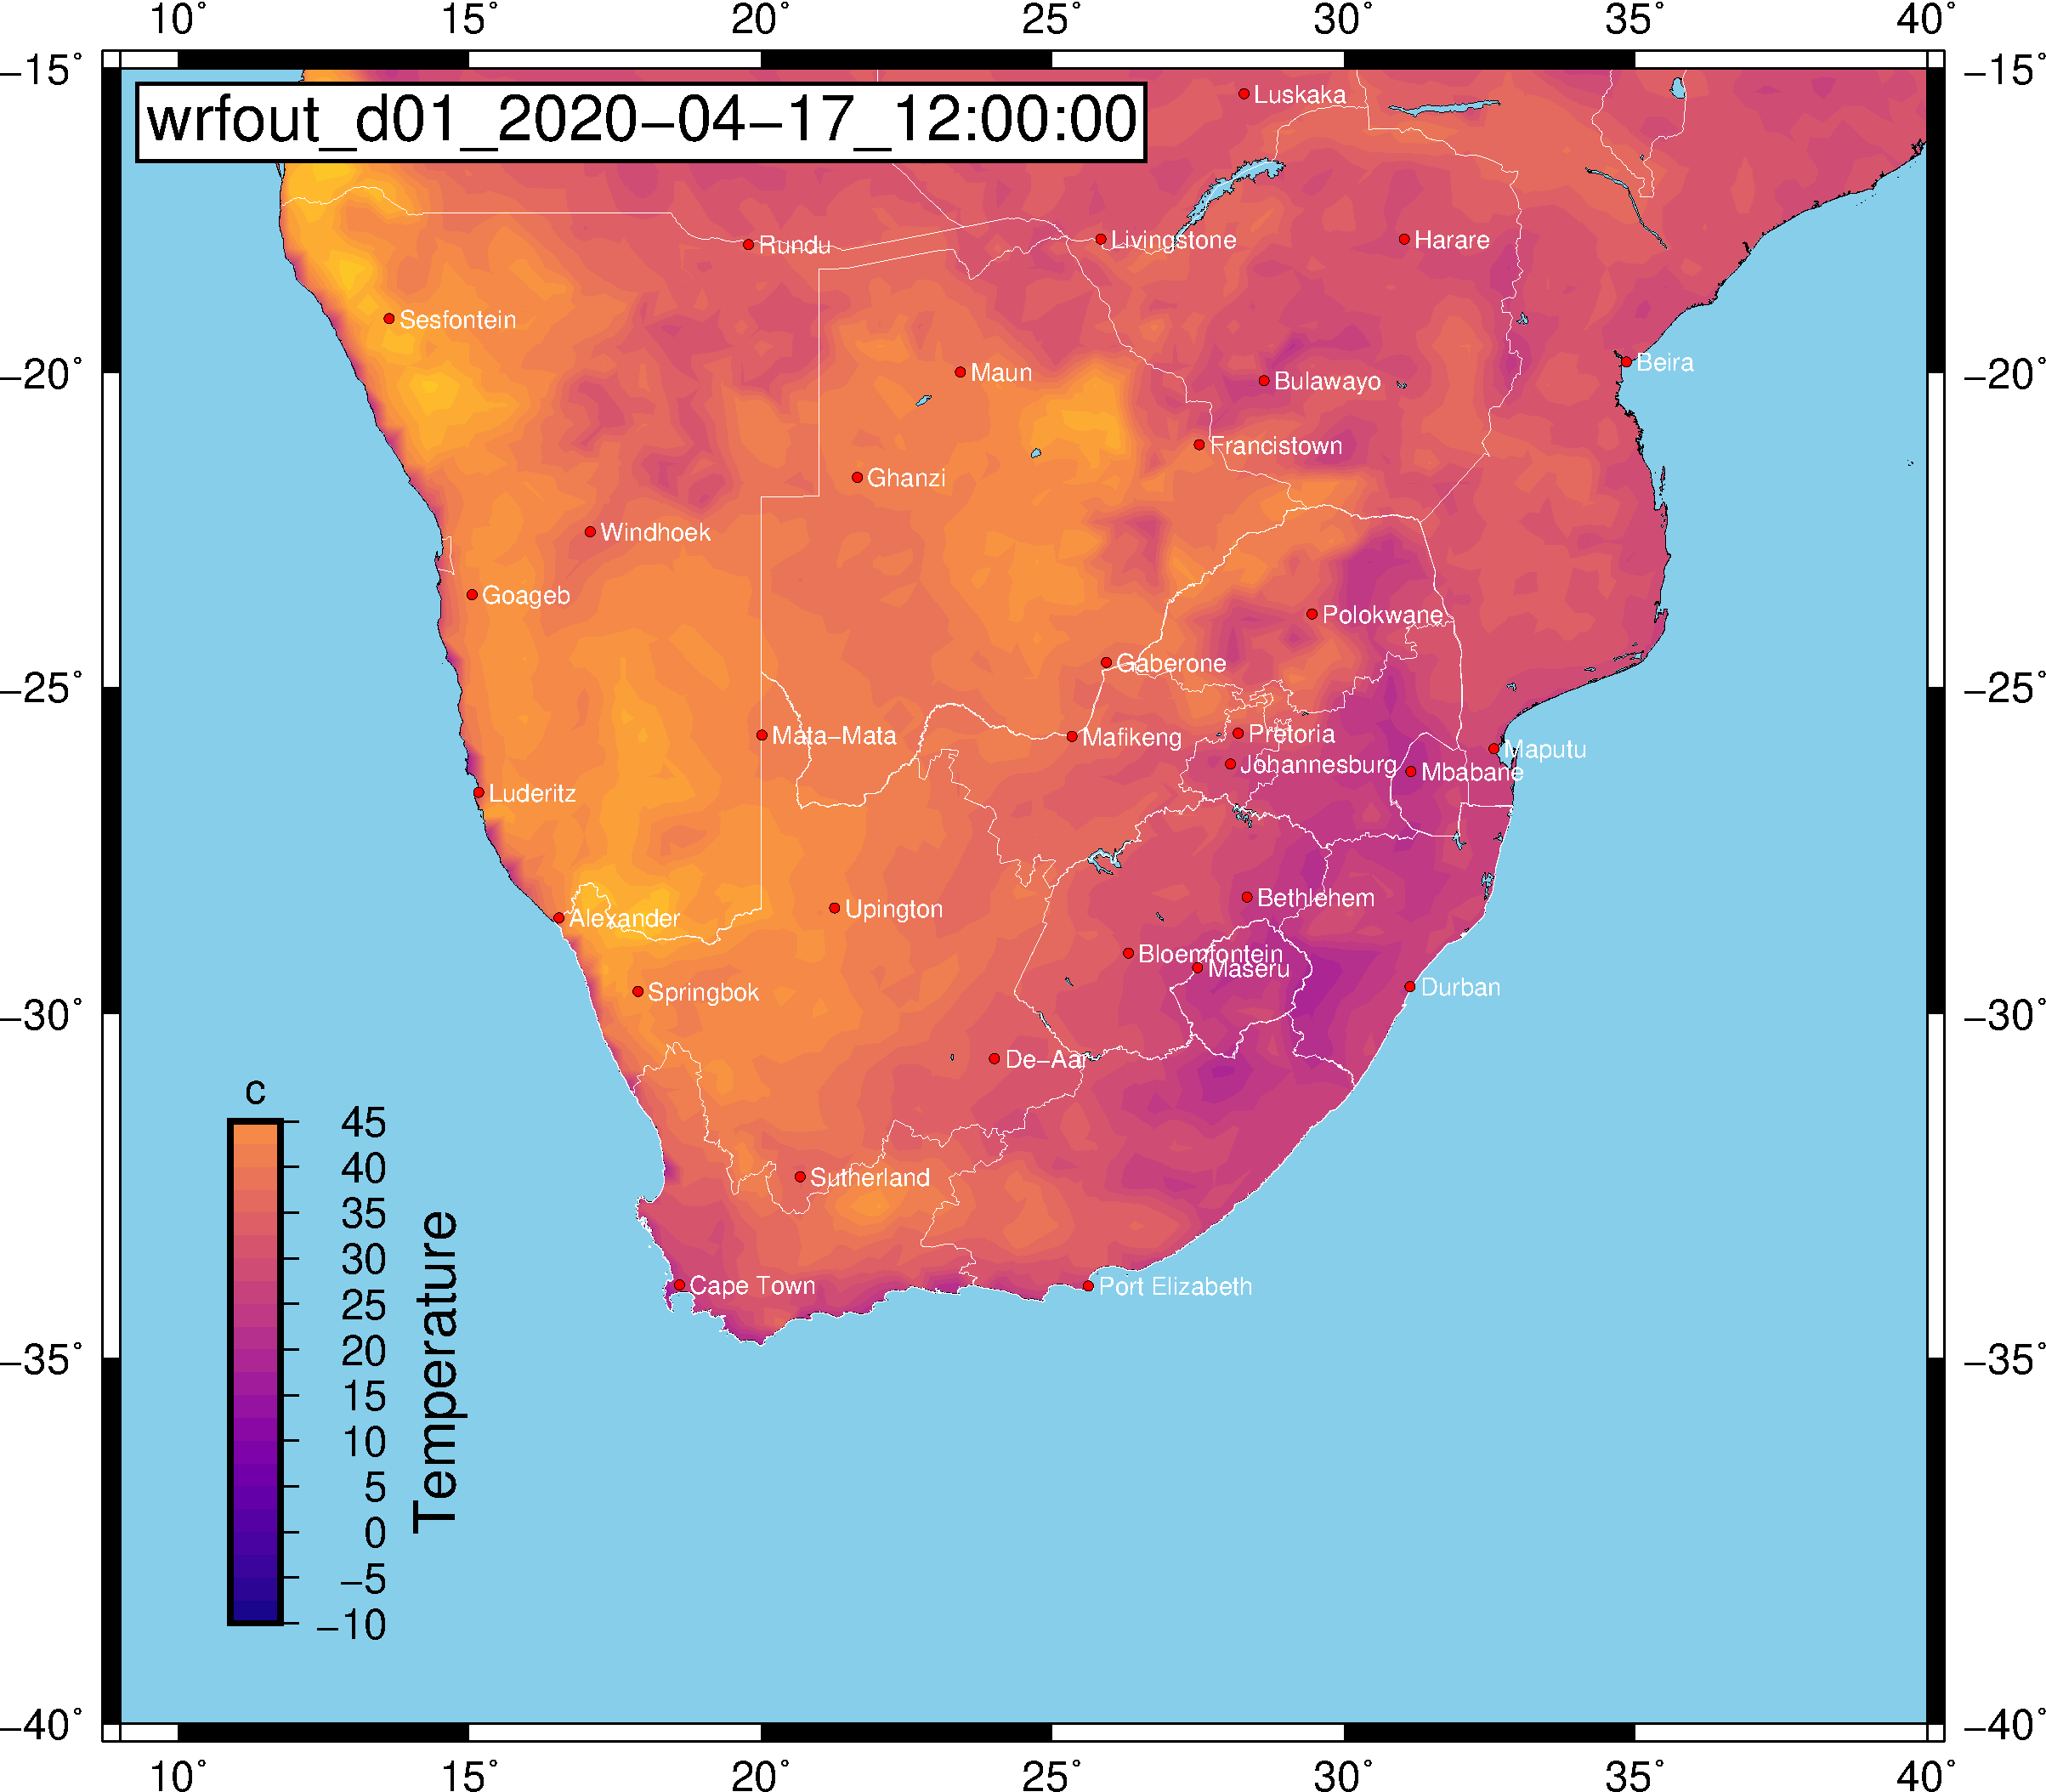 10° 15° 20° 25° 30° 35° 40°
−15° −15°
wrfout_d01_2020−04−17_12:00:00
Luskaka
Rundu
Livingstone
Harare
Sesfontein
Beira
−20° −20°
Maun
Bulawayo
Francistown
Ghanzi
Windhoek
Goageb
Polokwane
Gaberone
−25° −25°
Mata−Mata
Mafikeng
Pretoria
Maputu
Johannesburg
Mbabane
Luderitz
Bethlehem
Upington
Alexander
Bloemfontein
Maseru
Durban
Springbok
−30° −30°
De−Aar
c
45
40
35
30
25
20
15
10
5
0
−5
−10
Temperature
Sutherland
Cape Town
Port Elizabeth
−35° −35°
−40° −40°
10° 15° 20° 25° 30° 35° 40°